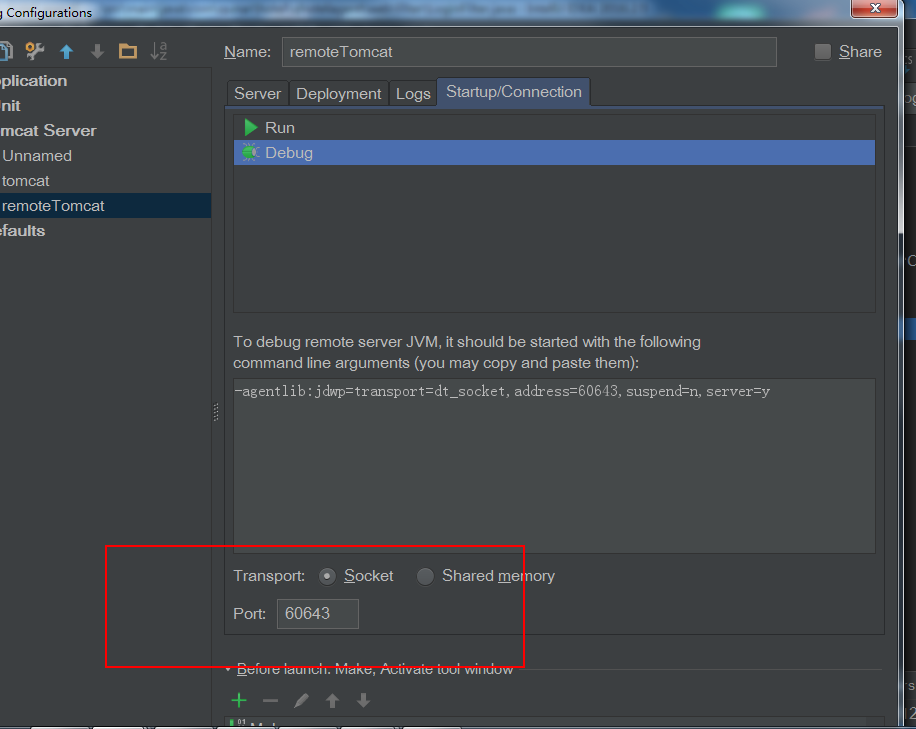 g Configurations
Name: remoteTomcat Share
plication
nit
mcat Server
Unnamed
tomcat
remoteTomcat
efaults
Server Deployment Logs Startup/Connection
Run
Debug
To debug remote server JVM, it should be started with the following
command line arguments (you may copy and paste them):
-agentlib:jdwp=transport=dt_socket,address=60643,suspend=n,server=y
Transport: Socket Shared memory
Port: 60643
Before launch: Make, Activate tool window